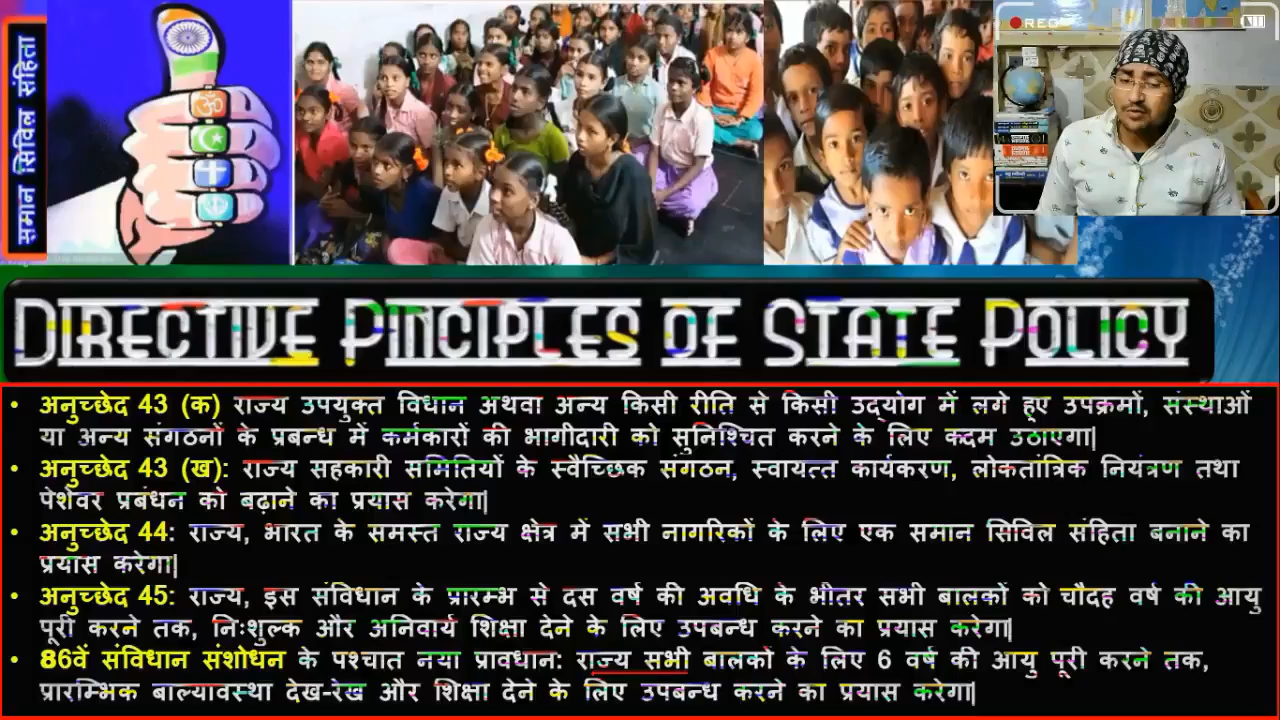 समान सिविल संहिता
REC
DIRECTIVE PINCIPLES OF STATE POLICY
• अनुच्छेद 43 (क) राज्य उपयुक्त विधान अथवा अन्य किसी रीति से किसी उद्योग में लगे हुए उपक्रमों, संस्थाओं
या अन्य संगठनों के प्रबन्ध में कर्मकारों की भागीदारी को सुनिश्चित करने के लिए कदम उठाएगा|
• अनुच्छेद 43 (ख): राज्य सहकारी समितियों के स्वैच्छिक संगठन, स्वायत्त कार्यकरण, लोकतांत्रिक नियंत्रण तथा
पेशेवर प्रबंधन को बढ़ाने का प्रयास करेगा|
• अनुच्छेद 44: राज्य, भारत के समस्त राज्य क्षेत्र में सभी नागरिकों के लिए एक समान सिविल संहिता बनाने का
प्रयास करेगा|
• अनुच्छेद 45: राज्य, इस संविधान के प्रारम्भ से दस वर्ष की अवधि के भीतर सभी बालकों को चौदह वर्ष की आयु
पूरी करने तक, निःशुल्क और अनिवार्य शिक्षा देने के लिए उपबन्ध करने का प्रयास करेगा|
• 86वें संविधान संशोधन के पश्चात नया प्रावधान: राज्य सभी बालकों के लिए 6 वर्ष की आयु पूरी करने तक,
प्रारम्भिक बाल्यावस्था देख-रेख और शिक्षा देने के लिए उपबन्ध करने का प्रयास करेगा|